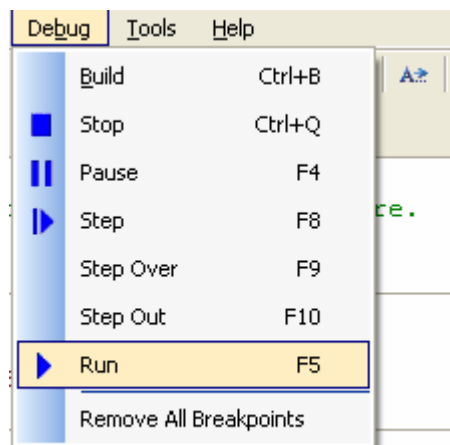 Debug Tools Help
Build Ctrl+B
Stop Ctrl+Q
Pause F4
Step F8
re.
Step Over F9
Step Out F10
Run F5
Remove All Breakpoints